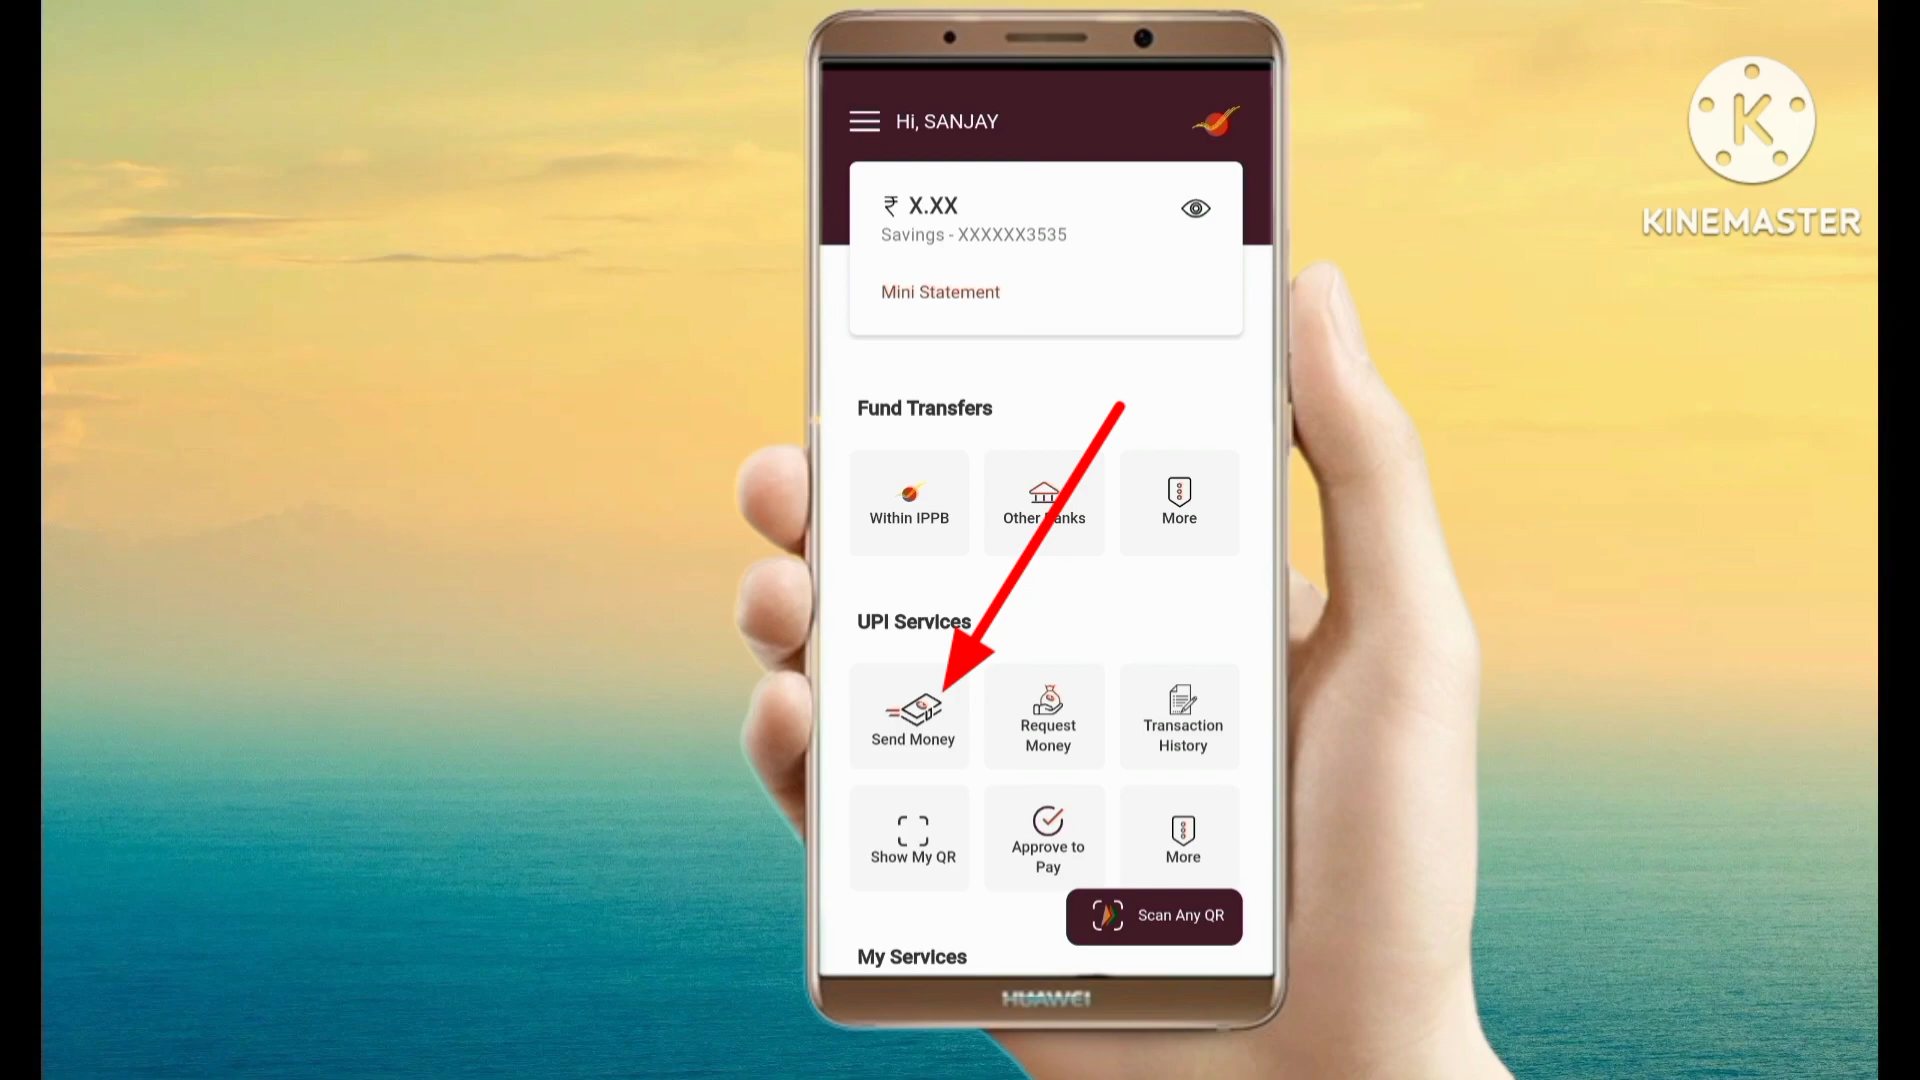 Hi, SANJAY
₹ X.XX
Savings - XXXXXX3535
Mini Statement
Fund Transfers
Within IPPB
Other Banks
More
UPI Services
Send Money
Request
Money
Transaction
History
Show My QR
Approve to
Pay
More
Scan Any QR
My Services
HUAWEI
K
KINEMASTER